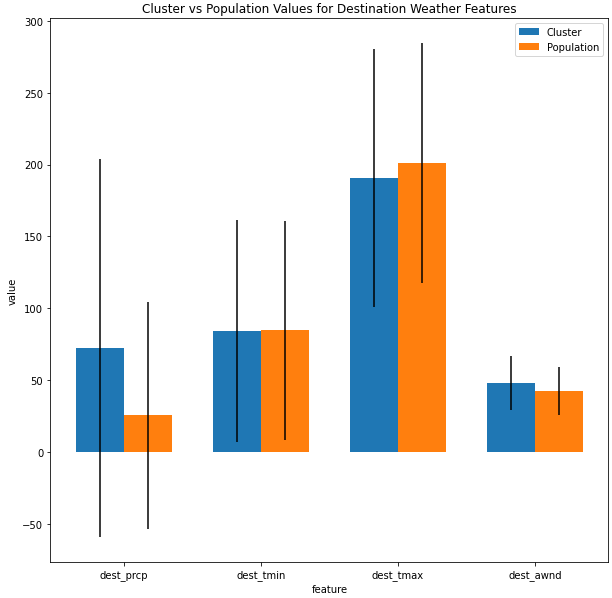 Cluster vs Population Values for Destination Weather Features
Cluster
Population
300
250
200
150
100
50
0
−50
value
dest_prcp
dest_tmin
dest_tmax
dest_awnd
feature